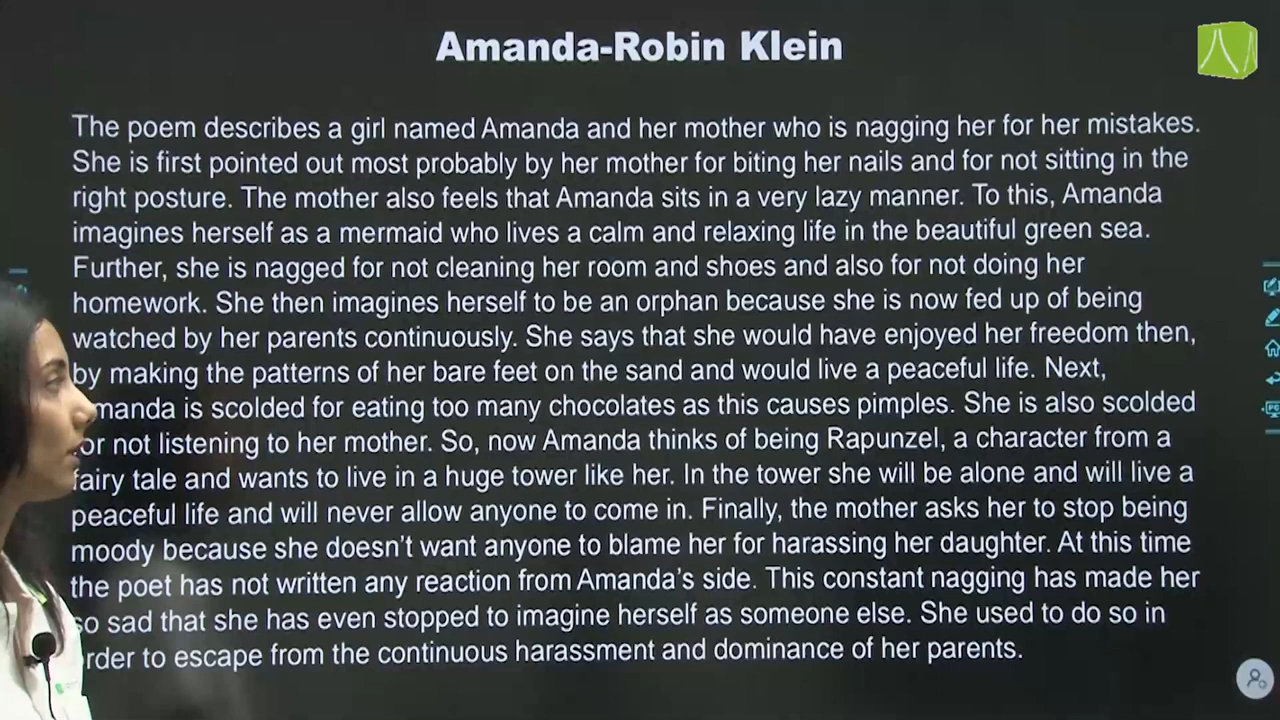 Amanda-Robin Klein
The poem describes a girl named Amanda and her mother who is nagging her for her mistakes.
She is first pointed out most probably by her mother for biting her nails and for not sitting in the
right posture. The mother also feels that Amanda sits in a very lazy manner. To this, Amanda
imagines herself as a mermaid who lives a calm and relaxing life in the beautiful green sea.
Further, she is nagged for not cleaning her room and shoes and also for not doing her
homework. She then imagines herself to be an orphan because she is now fed up of being
watched by her parents continuously. She says that she would have enjoyed her freedom then,
by making the patterns of her bare feet on the sand and would live a peaceful life. Next,
manda is scolded for eating too many chocolates as this causes pimples. She is also scolded
or not listening to her mother. So, now Amanda thinks of being Rapunzel, a character from a
fairy tale and wants to live in a huge tower like her. In the tower she will be alone and will live a
peaceful life and will never allow anyone to come in. Finally, the mother asks her to stop being
moody because she doesn't want anyone to blame her for harassing her daughter. At this time
the poet has not written any reaction from Amanda's side. This constant nagging has made her
so sad that she has even stopped to imagine herself as someone else. She used to do so in
rder to escape from the continuous harassment and dominance of her parents.